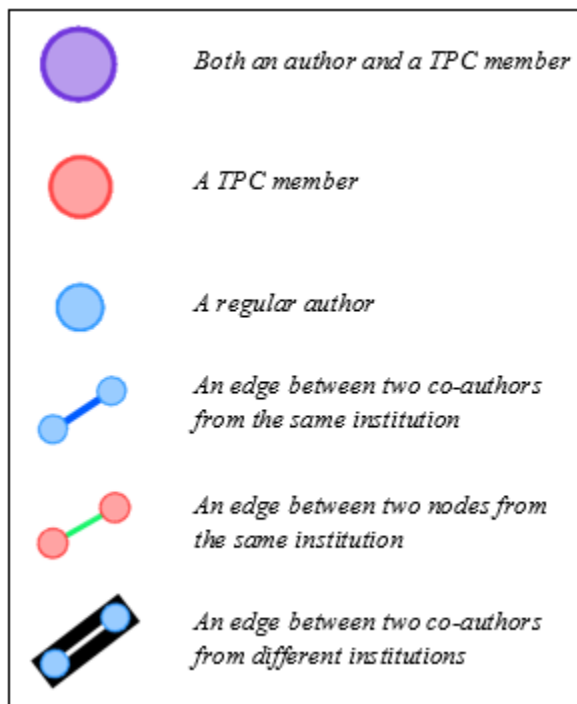 Both an author and a TPC member
A TPC member
A regular author
An edge between two co-authors
from the same institution
An edge between two nodes from
the same institution
An edge between two co-authors
from different institutions